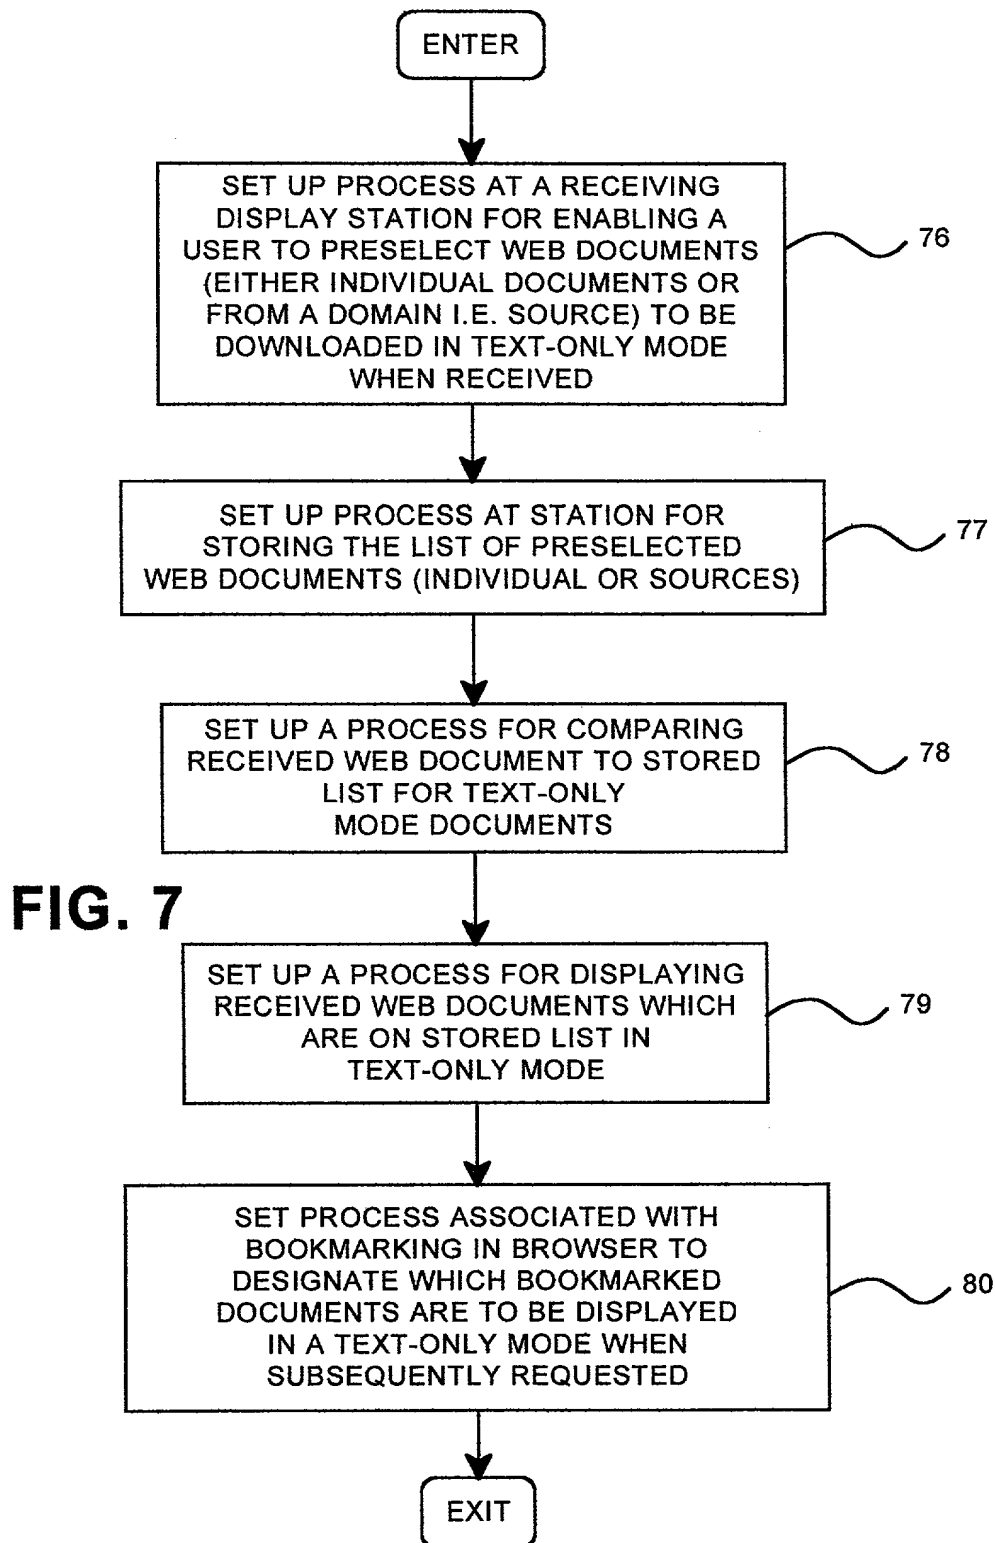 ENTER
SET UP PROCESS AT A RECEIVING
DISPLAY STATION FOR ENABLING A
USER TO PRESELECT WEB DOCUMENTS
(EITHER INDIVIDUAL DOCUMENTS OR
FROM A DOMAIN I.E. SOURCE) TO BE
DOWNLOADED IN TEXT-ONLY MODE
WHEN RECEIVED
76
SET UP PROCESS AT STATION FOR
STORING THE LIST OF PRESELECTED
WEB DOCUMENTS (INDIVIDUAL OR SOURCES)
77
SET UP A PROCESS FOR COMPARING
RECEIVED WEB DOCUMENT TO STORED
LIST FOR TEXT-ONLY
MODE DOCUMENTS
78
FIG. 7
SET UP A PROCESS FOR DISPLAYING
RECEIVED WEB DOCUMENTS WHICH
ARE ON STORED LIST IN
TEXT-ONLY MODE
79
SET PROCESS ASSOCIATED WITH
BOOKMARKING IN BROWSER TO
DESIGNATE WHICH BOOKMARKED
DOCUMENTS ARE TO BE DISPLAYED
IN A TEXT-ONLY MODE WHEN
SUBSEQUENTLY REQUESTED
80
EXIT